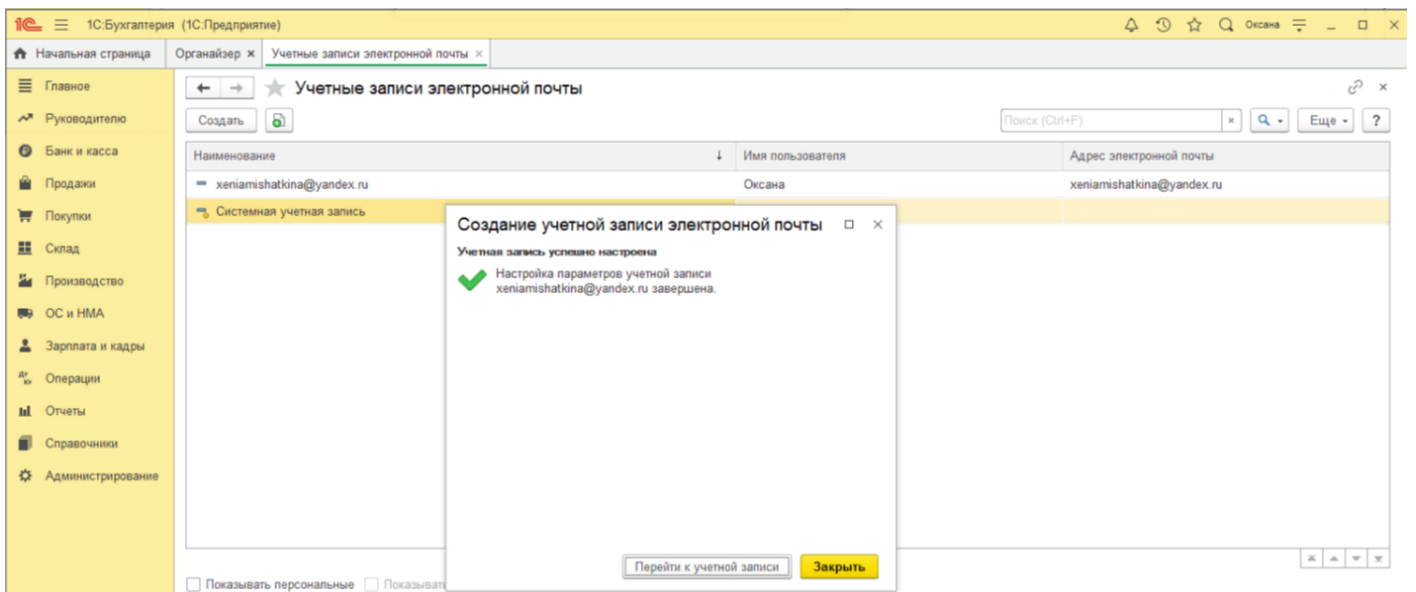 1С 1С:Бухгалтерия (1С:Предприятие) Оксана
Начальная страница Органайзер × Учетные записи электронной почты ×
Главное
Руководителю
Банк и касса
Продажи
Покупки
Склад
Производство
ОС и НМА
Зарплата и кадры
Операции
Отчеты
Справочники
Администрирование
Учетные записи электронной почты
Создать Поиск (Ctrl+F) × Еще ?
Наименование ↓ Имя пользователя Адрес электронной почты
xeniamishatkina@yandex.ru Оксана xeniamishatkina@yandex.ru
Системная учетная запись
Создание учетной записи электронной почты
Учетная запись успешно настроена
Настройка параметров учетной записи
xeniamishatkina@yandex.ru завершена.
Перейти к учетной записи Закрыть
Показывать персональные Показыват